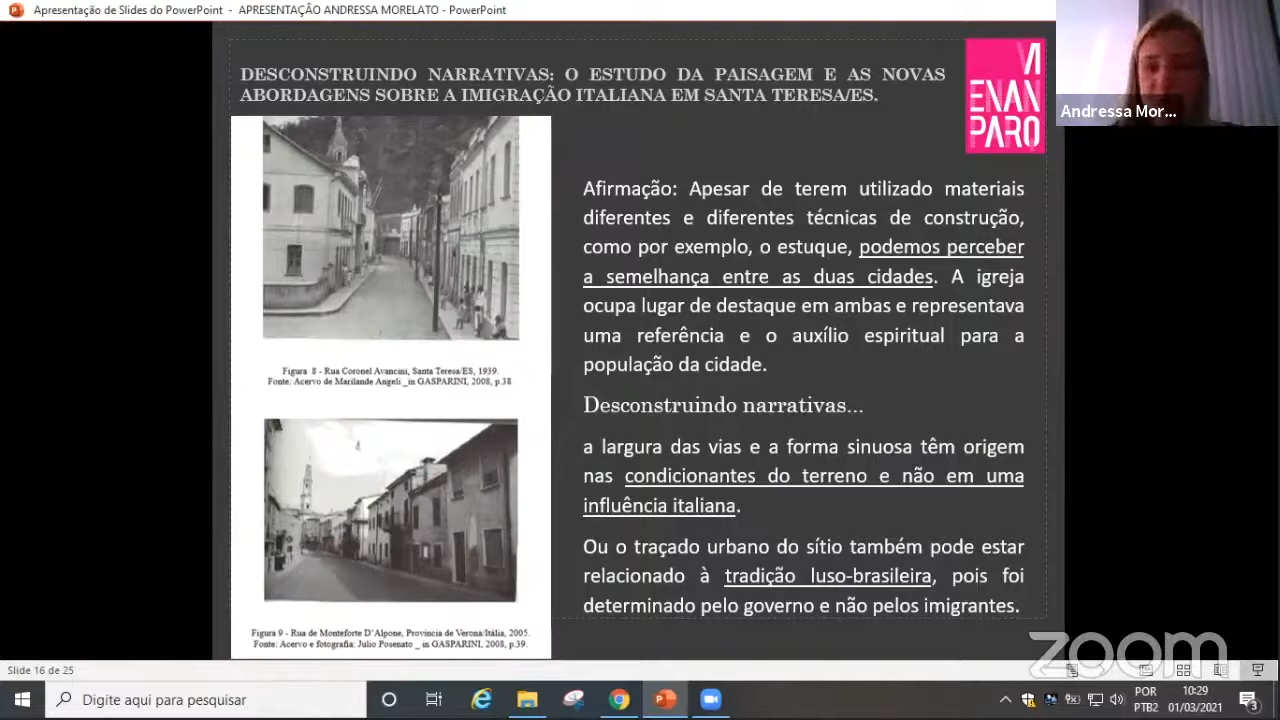 Apresentação de Slides do PowerPoint - APRESENTAÇÃO ANDRESSA MORELATO - PowerPoint
DESCONSTRUINDO NARRATIVAS: O ESTUDO DA PAISAGEM E AS NOVAS
ABORDAGENS SOBRE A IMIGRAÇÃO ITALIANA EM SANTA TERESA/ES.
VI
ENAN
PARQ
Andressa Mor...
Afirmação: Apesar de terem utilizado materiais
diferentes e diferentes técnicas de construção,
como por exemplo, o estuque, podemos perceber
a semelhança entre as duas cidades. A igreja
ocupa lugar de destaque em ambas e representava
uma referência e o auxílio espiritual para a
população da cidade.
Desconstruindo narrativas...
a largura das vias e a forma sinuosa têm origem
nas condicionantes do terreno e não em uma
influência italiana.
Ou o traçado urbano do sítio também pode estar
relacionado à tradição luso-brasileira, pois foi
determinado pelo governo e não pelos imigrantes.
Figura 8 - Rua Coronel Avancini, Santa Teresa/ES, 1939.
Fonte: Acervo de Marilande Angeli _in GASPARINI, 2008, p.38
Figura 9 - Rua de Monteforte D'Alpone, Província de Verona/Itália, 2005.
Fonte: Acervo e fotografia: Julio Posenato _ in GASPARINI, 2008, p.39.
zoom
Slide 16 de 25
Digite aqui para pesquisar
POR
PTB2
10:29
01/03/2021
3